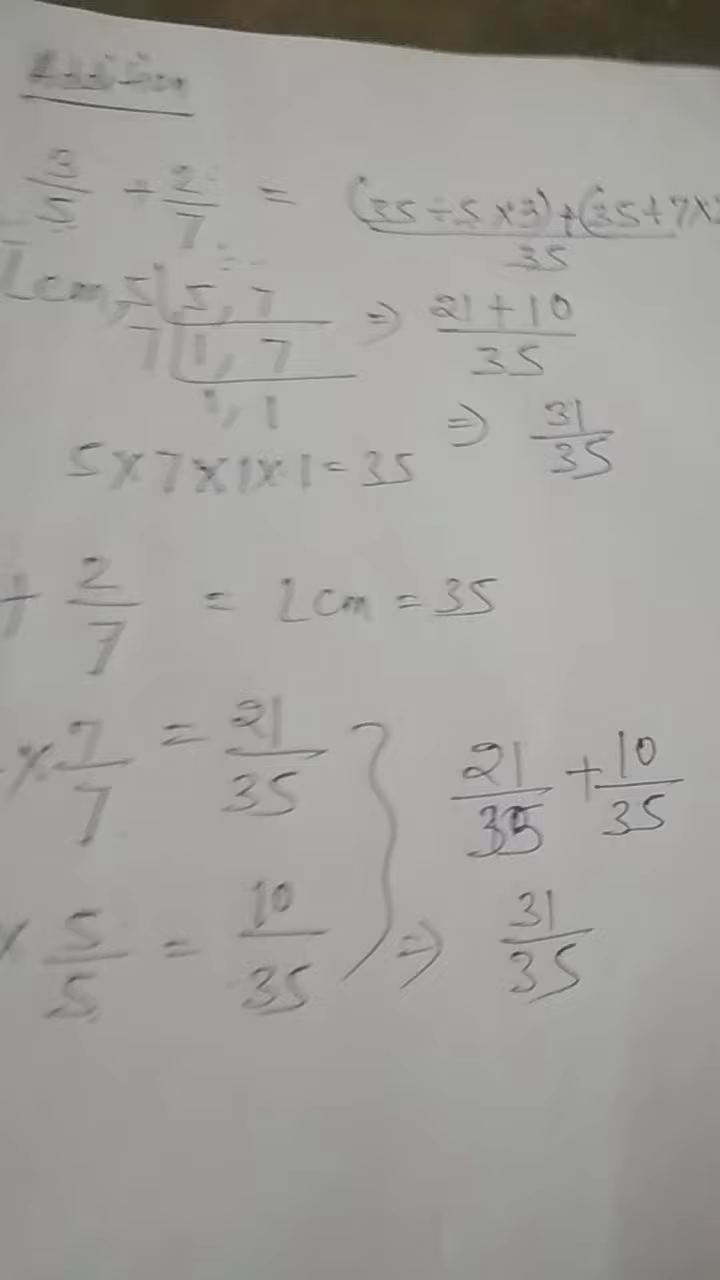 Addition
3/5 + 2/7 = (35÷5×3)+(35+7×
35
Lcm, 5 | 5, 7 ⇒ 21+10/35
7 | 1, 7
1, 1 ⇒ 31/35
5×7×1×1=35
+ 2/7 = Lcm = 35
× 7/7 = 21/35 } 21/35 + 10/35
× 5/5 = 10/35 ⇒ 31/35